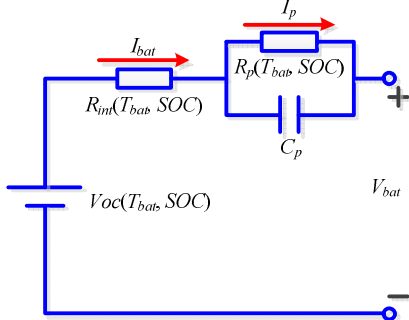 I_p
I_bat
R_p(T_bat, SOC)
R_int(T_bat, SOC)
C_p
+
Voc(T_bat, SOC)
V_bat
−